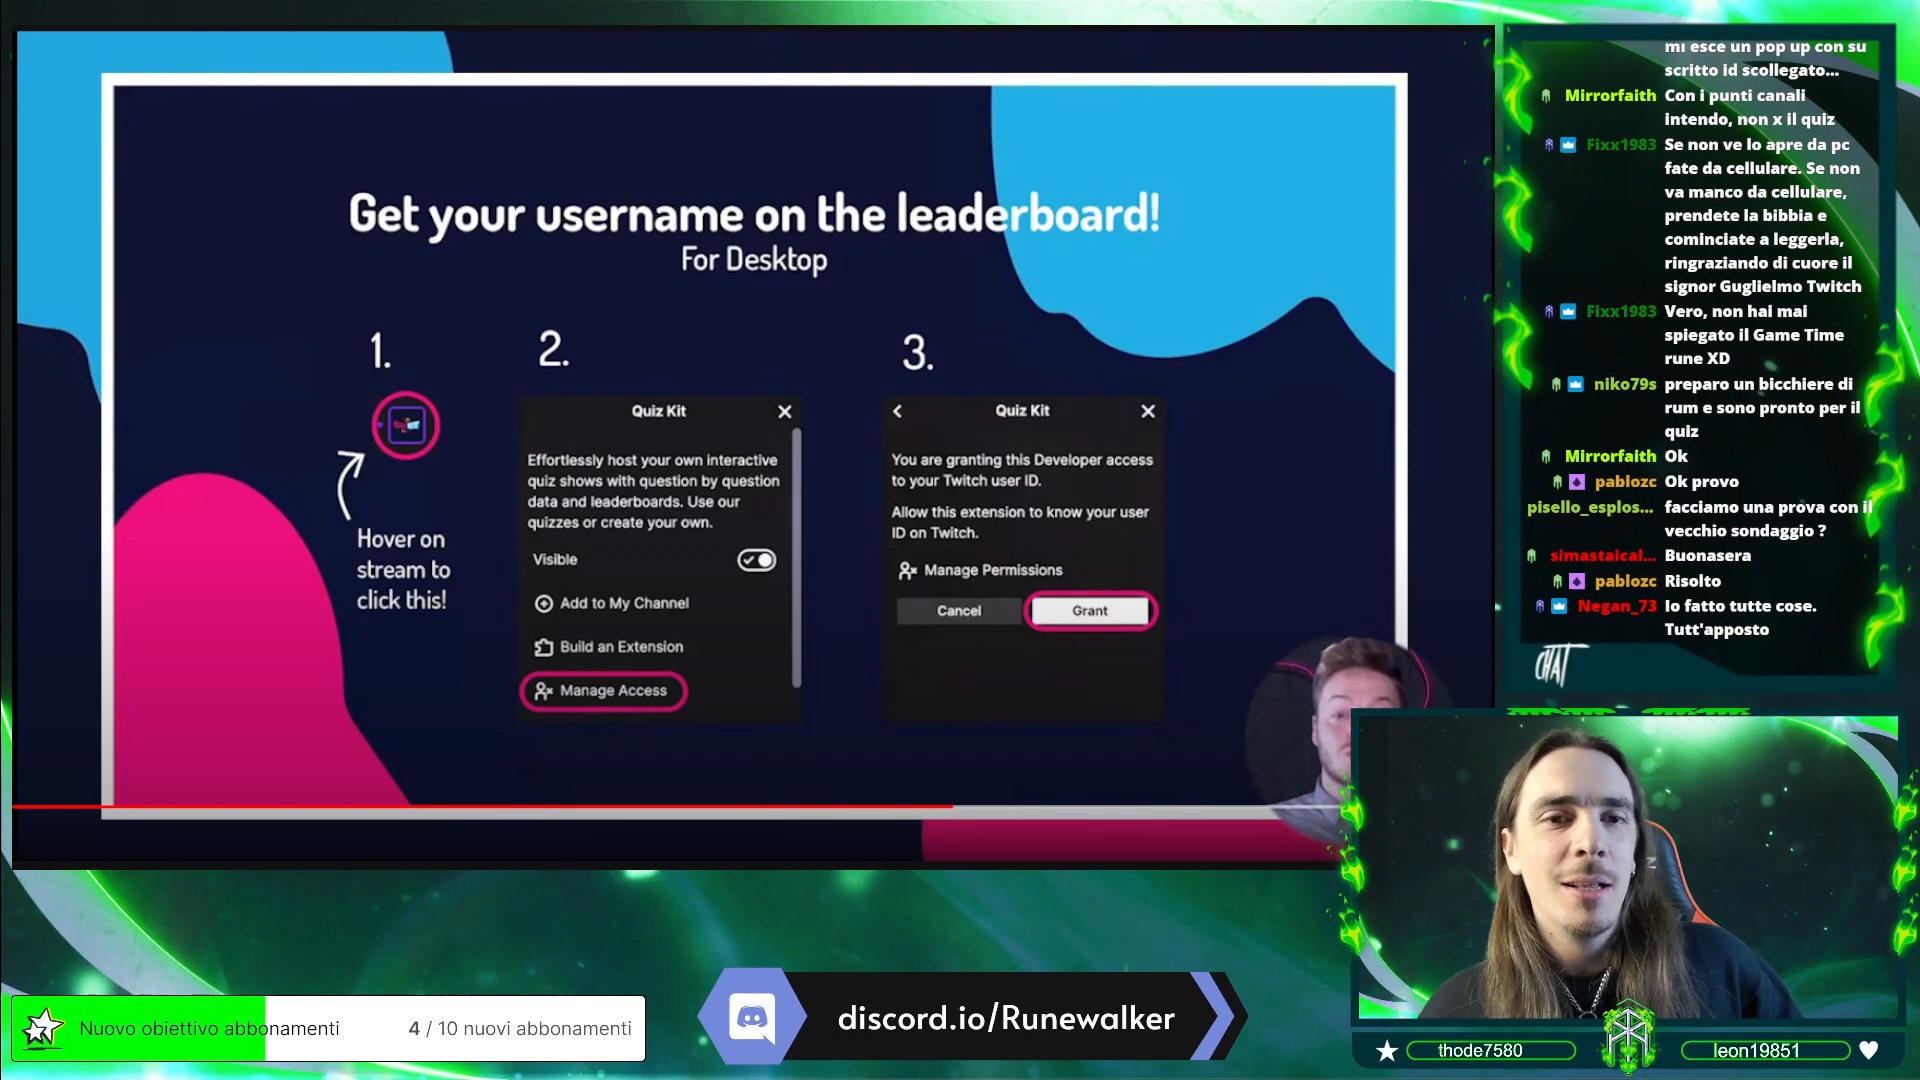 Get your username on the leaderboard!
For Desktop
1.
2.
3.
Hover on
stream to
click this!
Quiz Kit
Effortlessly host your own interactive
quiz shows with question by question
data and leaderboards. Use our
quizzes or create your own.
Visible
Add to My Channel
Build an Extension
Manage Access
Quiz Kit
You are granting this Developer access
to your Twitch user ID.
Allow this extension to know your user
ID on Twitch.
Manage Permissions
Cancel
Grant
mi esce un pop up con su
scritto id scollegato...
Mirrorfaith Con i punti canali
intendo, non x il quiz
Fixx1983 Se non ve lo apre da pc
fate da cellulare. Se non
va manco da cellulare,
prendete la bibbia e
cominciate a leggerla,
ringraziando di cuore il
signor Guglielmo Twitch
Fixx1983 Vero, non hai mai
spiegato il Game Time
rune XD
niko79s preparo un bicchiere di
rum e sono pronto per il
quiz
Mirrorfaith Ok
pablozc Ok provo
pisello_esplos... facciamo una prova con il
vecchio sondaggio ?
simastaical... Buonasera
pablozc Risolto
Negan_73 Io fatto tutte cose.
Tutt'apposto
CHAT
Nuovo obiettivo abbonamenti 4 / 10 nuovi abbonamenti
discord.io/Runewalker
thode7580
leon19851